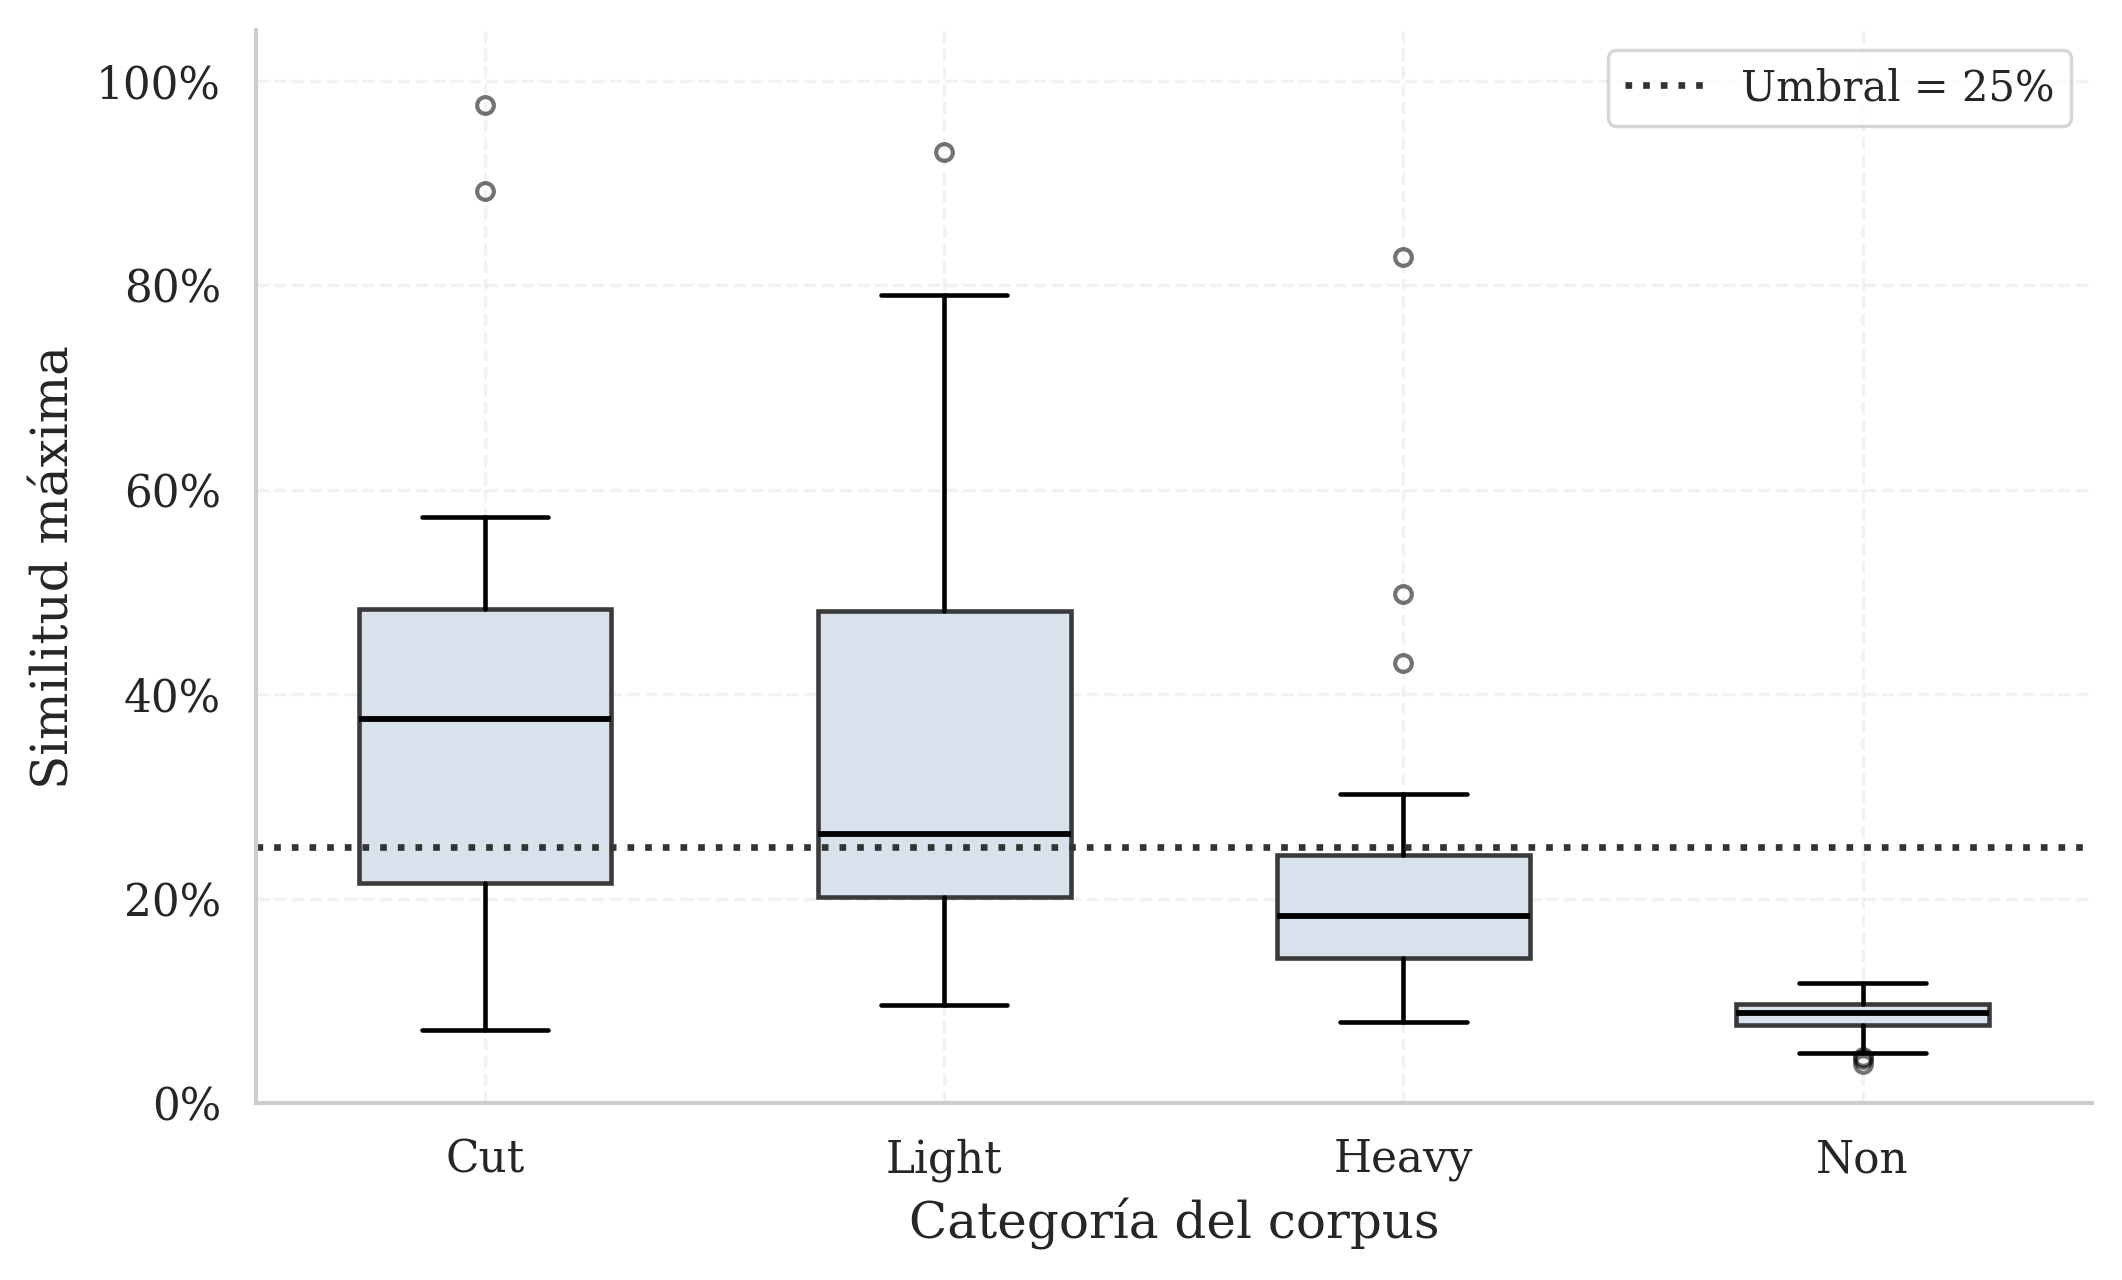 100%
80%
60%
40%
20%
0%
Similitud máxima
Umbral = 25%
Cut
Light
Heavy
Non
Categoría del corpus